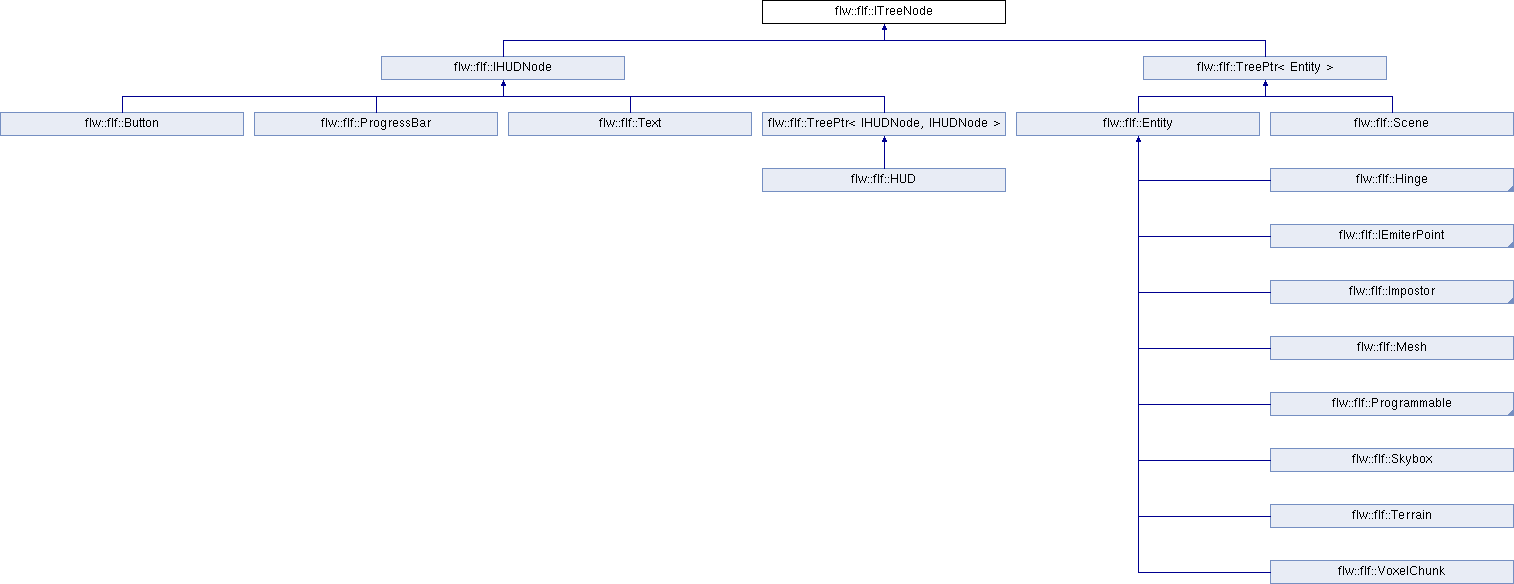 flw::flf::ITreeNode
flw::flf::IHUDNode
flw::flf::TreePtr< Entity >
flw::flf::Button
flw::flf::ProgressBar
flw::flf::Text
flw::flf::TreePtr< IHUDNode, IHUDNode >
flw::flf::Entity
flw::flf::Scene
flw::flf::HUD
flw::flf::Hinge
flw::flf::IEmiterPoint
flw::flf::Impostor
flw::flf::Mesh
flw::flf::Programmable
flw::flf::Skybox
flw::flf::Terrain
flw::flf::VoxelChunk